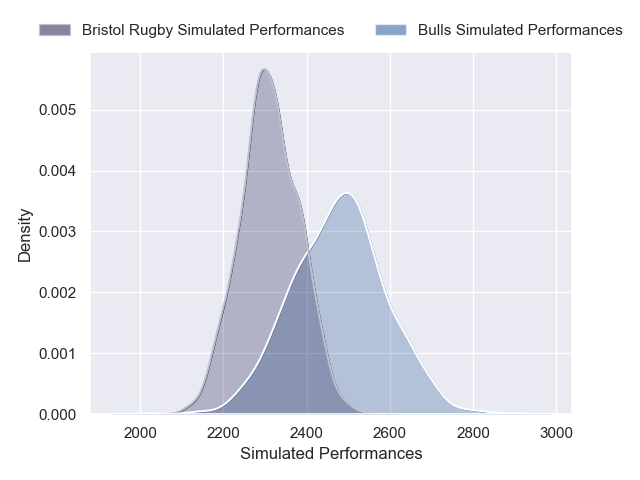 Bristol Rugby Simulated Performances
Bulls Simulated Performances
Density
0.005
0.004
0.003
0.002
0.001
0.000
2000 2200 2400 2600 2800 3000
Simulated Performances